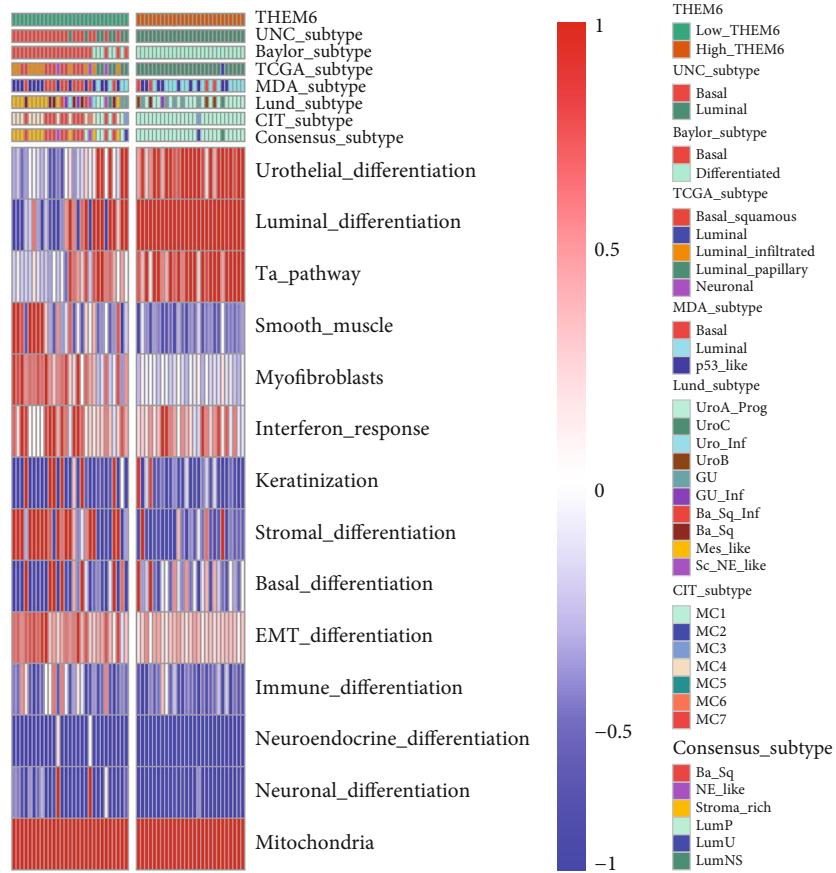 THEM6
UNC_subtype
Baylor_subtype
TCGA_subtype
MDA_subtype
Lund_subtype
CIT_subtype
Consensus_subtype
Urothelial_differentiation
Luminal_differentiation
Ta_pathway
Smooth_muscle
Myofibroblasts
Interferon_response
Keratinization
Stromal_differentiation
Basal_differentiation
EMT_differentiation
Immune_differentiation
Neuroendocrine_differentiation
Neuronal_differentiation
Mitochondria
1
0.5
0
−0.5
−1
THEM6
Low_THEM6
High_THEM6
UNC_subtype
Basal
Luminal
Baylor_subtype
Basal
Differentiated
TCGA_subtype
Basal_squamous
Luminal
Luminal_infiltrated
Luminal_papillary
Neuronal
MDA_subtype
Basal
Luminal
p53_like
Lund_subtype
UroA_Prog
UroC
Uro_Inf
UroB
GU
GU_Inf
Ba_Sq_Inf
Ba_Sq
Mes_like
Sc_NE_like
CIT_subtype
MC1
MC2
MC3
MC4
MC5
MC6
MC7
Consensus_subtype
Ba_Sq
NE_like
Stroma_rich
LumP
LumU
LumNS